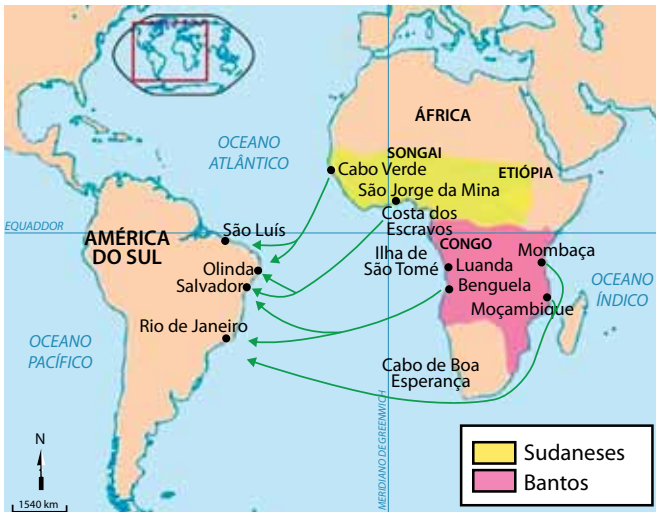 ÁFRICA
OCEANO
ATLÂNTICO
SONGAI
Cabo Verde
ETIÓPIA
São Jorge da Mina
Costa dos
Escravos
EQUADDOR
São Luís
AMÉRICA
DO SUL
CONGO
Mombaça
Ilha de
São Tomé
Luanda
Olinda
Salvador
Benguela
OCEANO
ÍNDICO
Moçambique
Rio de Janeiro
OCEANO
PACÍFICO
Cabo de Boa
Esperança
MERIDIANO DE GREENWICH
N
1540 km
Sudaneses
Bantos